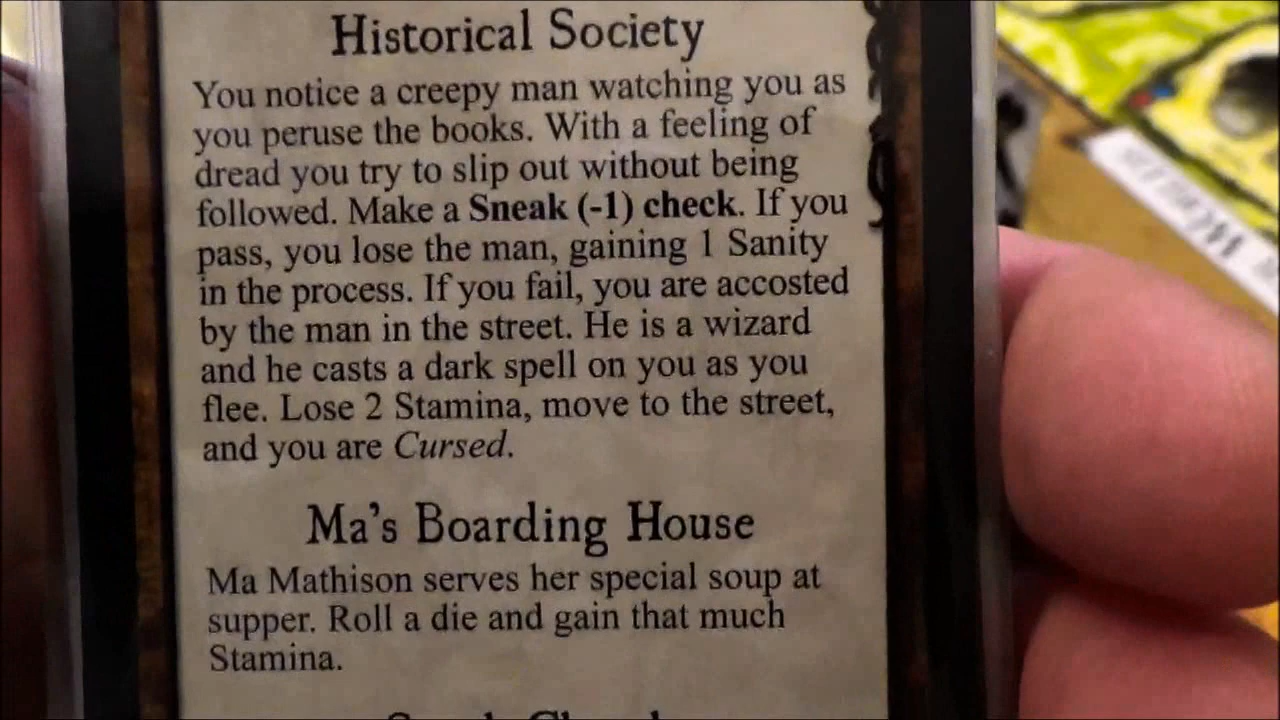 Historical Society
You notice a creepy man watching you as
you peruse the books. With a feeling of
dread you try to slip out without being
followed. Make a Sneak (-1) check. If you
pass, you lose the man, gaining 1 Sanity
in the process. If you fail, you are accosted
by the man in the street. He is a wizard
and he casts a dark spell on you as you
flee. Lose 2 Stamina, move to the street,
and you are Cursed.
Ma's Boarding House
Ma Mathison serves her special soup at
supper. Roll a die and gain that much
Stamina.